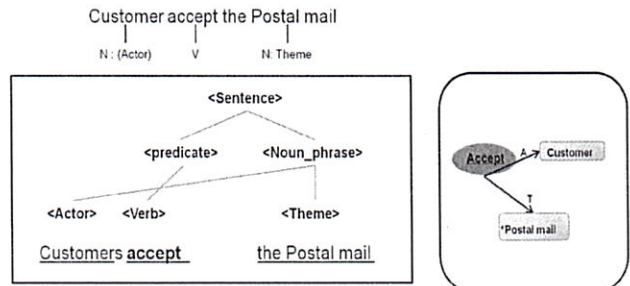 Customer accept the Postal mail
N : (Actor) V N: Theme
<Sentence>
<predicate> <Noun_phrase>
<Actor> <Verb> <Theme>
Customers accept the Postal mail
Accept A Customer
T
*Postal mail